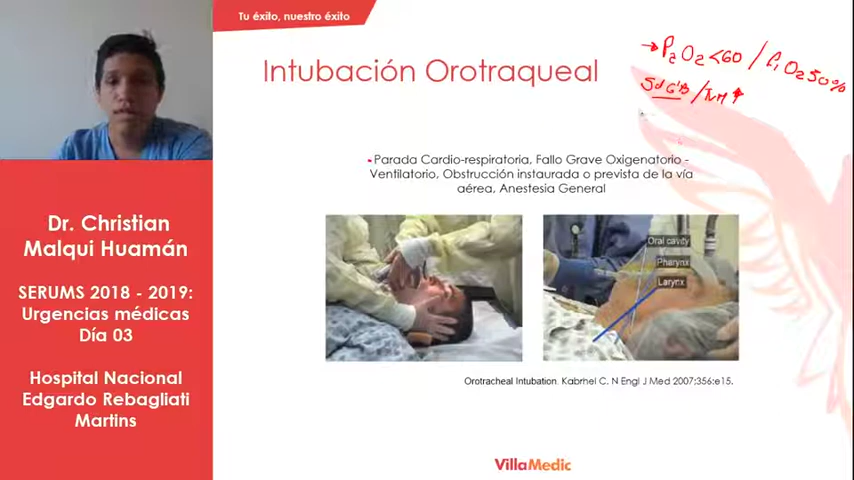 Tu éxito, nuestro éxito
Intubación Orotraqueal
PaO2 <60 / FiO2 50%
Parada Cardio-respiratoria, Fallo Grave Oxigenatorio -
Ventilatorio, Obstrucción instaurada o prevista de la vía
aérea, Anestesia General
Oral cavity
Pharynx
Larynx
Orotracheal Intubation. Kabrhel C. N Engl J Med 2007;356:e15.
VillaMedic
Dr. Christian
Malqui Huamán
SERUMS 2018 - 2019:
Urgencias médicas
Día 03
Hospital Nacional
Edgardo Rebagliati
Martins